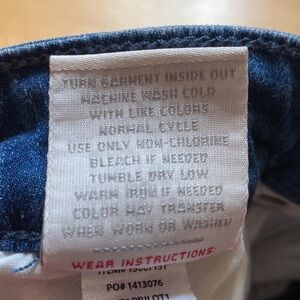 TURN GARMENT INSIDE OUT
MACHINE WASH COLD
WITH LIKE COLORS
NORMAL CYCLE
USE ONLY NON-CHLORINE
BLEACH IF NEEDED
TUMBLE DRY LOW
WARM IRON IF NEEDED
COLOR MAY TRANSFER
WHEN WORN OR WASHED
WEAR INSTRUCTIONS:
PO# 1413076